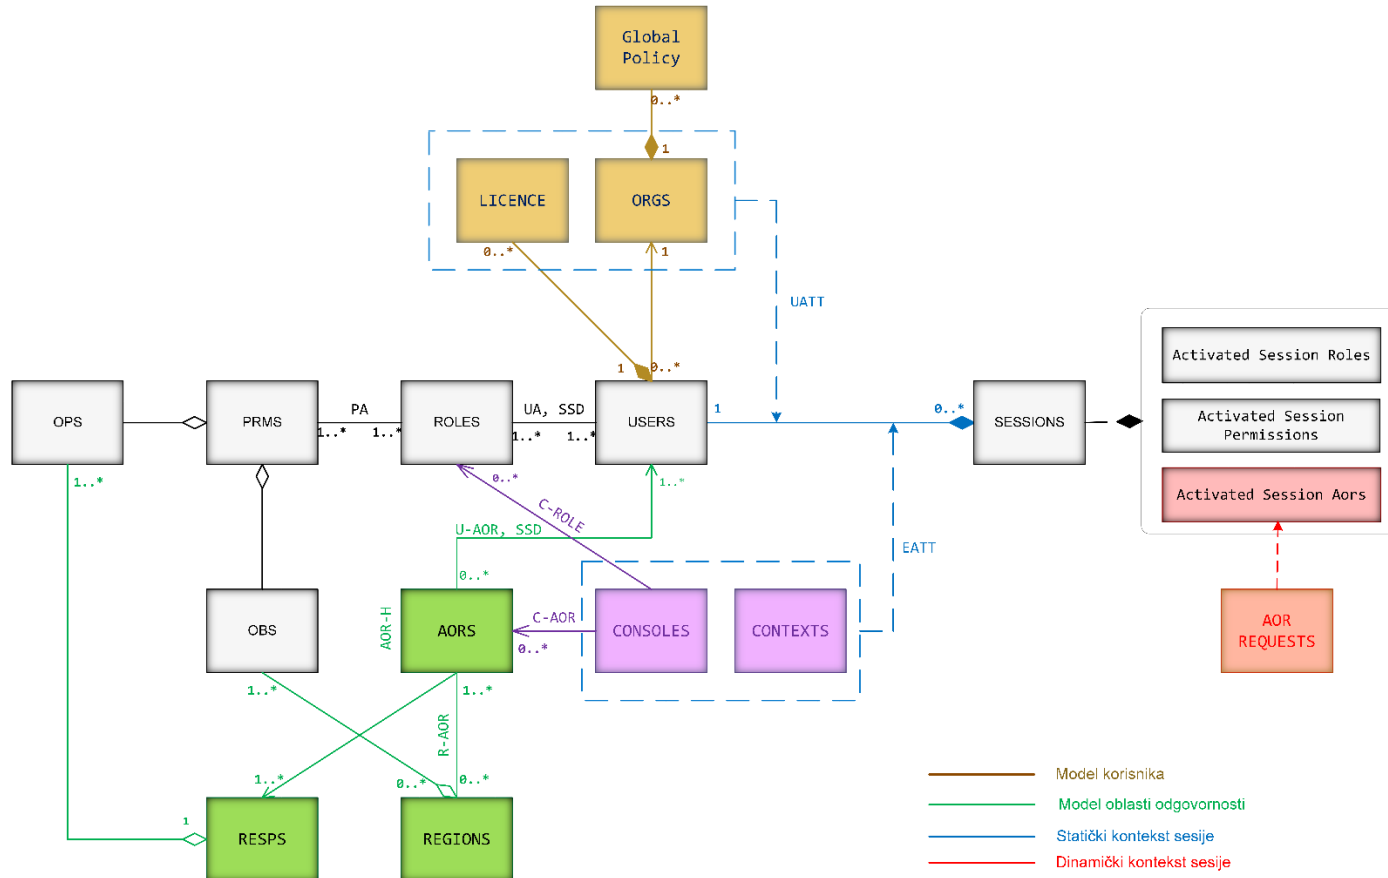 Global
Policy
0..*
1
LICENCE
ORGS
0..*
1
UATT
1
0..*
OPS
PRMS
PA
1..*
1..*
ROLES
UA, SSD
1..*
1..*
USERS
1
0..*
SESSIONS
Activated Session Roles
Activated Session
Permissions
Activated Session Aors
1..*
0..*
1..*
C-ROLE
U-AOR, SSD
EATT
0..*
AOR-H
OBS
AORS
C-AOR
0..*
CONSOLES
CONTEXTS
AOR
REQUESTS
1..*
1..*
R-AOR
1..*
0..*
0..*
1
RESPS
REGIONS
Model korisnika
Model oblasti odgovornosti
Statički kontekst sesije
Dinamički kontekst sesije